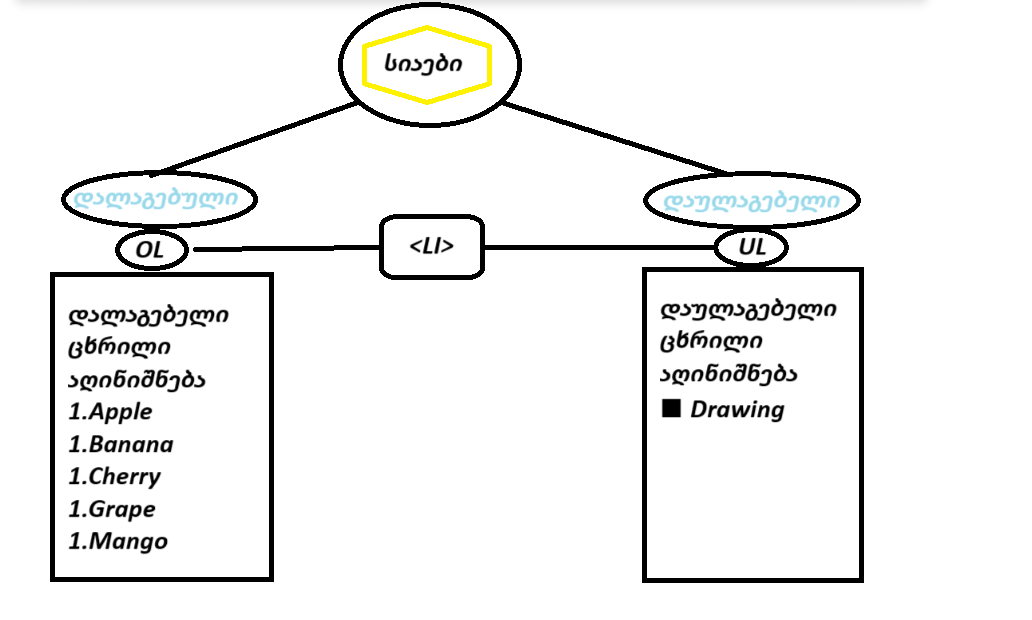 სიაები
დალაგებული
დაულაგებელი
OL
<LI>
UL
დალაგებელი
ცხრილი
აღინიშნება
1.Apple
1.Banana
1.Cherry
1.Grape
1.Mango
დაულაგებელი
ცხრილი
აღინიშნება
■ Drawing